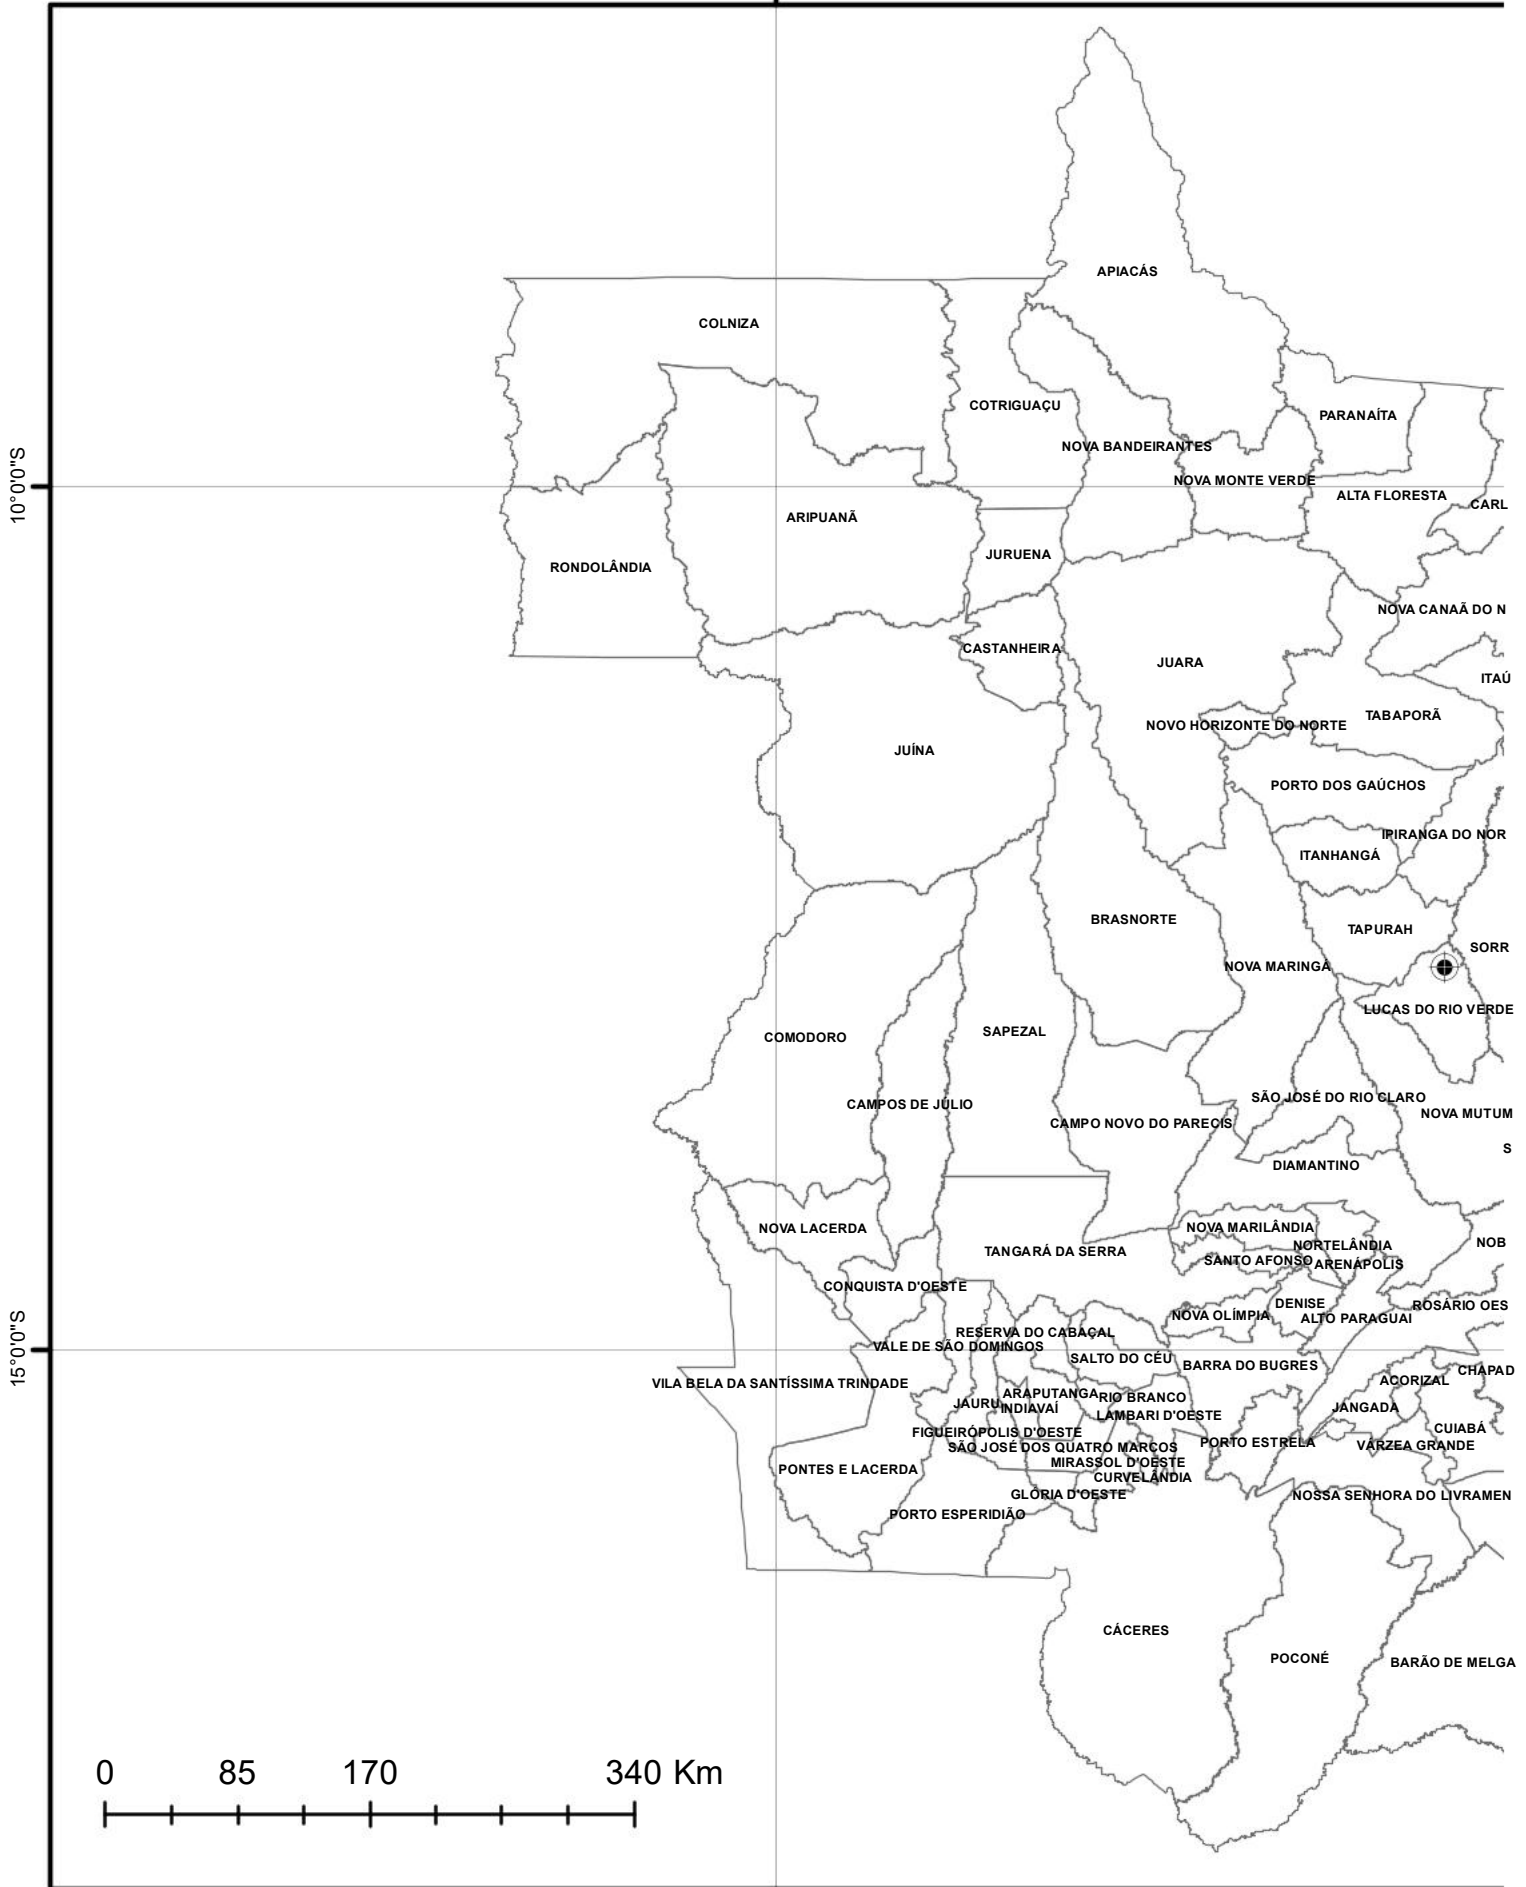 APIACÁS
COLNIZA
COTRIGUAÇU
PARANAÍTA
NOVA BANDEIRANTES
10°0'0"S
NOVA MONTE VERDE
ALTA FLORESTA
CARL
ARIPUANÃ
JURUENA
RONDOLÂNDIA
NOVA CANAÃ DO N
CASTANHEIRA
JUARA
ITAÚ
TABAPORÃ
NOVO HORIZONTE DO NORTE
JUÍNA
PORTO DOS GAÚCHOS
IPIRANGA DO NOR
ITANHANGÁ
BRASNORTE
TAPURAH
SORR
NOVA MARINGÁ
LUCAS DO RIO VERDE
SAPEZAL
COMODORO
SÃO JOSÉ DO RIO CLARO
CAMPOS DE JÚLIO
NOVA MUTUM
CAMPO NOVO DO PARECIS
S
DIAMANTINO
NOVA LACERDA
NOVA MARILÂNDIA
NOB
NORTELÂNDIA
TANGARÁ DA SERRA
SANTO AFONSO
ARENÁPOLIS
CONQUISTA D'OESTE
DENISE
ROSÁRIO OES
NOVA OLÍMPIA
ALTO PARAGUAI
RESERVA DO CABAÇAL
15°0'0"S
VALE DE SÃO DOMINGOS
SALTO DO CÉU
BARRA DO BUGRES
CHAPAD
ACORIZAL
VILA BELA DA SANTÍSSIMA TRINDADE
ARAPUTANGA
RIO BRANCO
JAURU
INDIAVAÍ
JANGADA
LAMBARI D'OESTE
CUIABÁ
FIGUEIRÓPOLIS D'OESTE
PORTO ESTRELA
VÁRZEA GRANDE
SÃO JOSÉ DOS QUATRO MARCOS
MIRASSOL D'OESTE
PONTES E LACERDA
CURVELÂNDIA
GLÓRIA D'OESTE
NOSSA SENHORA DO LIVRAMEN
PORTO ESPERIDIÃO
CÁCERES
POCONÉ
BARÃO DE MELGA
0 85 170 340 Km